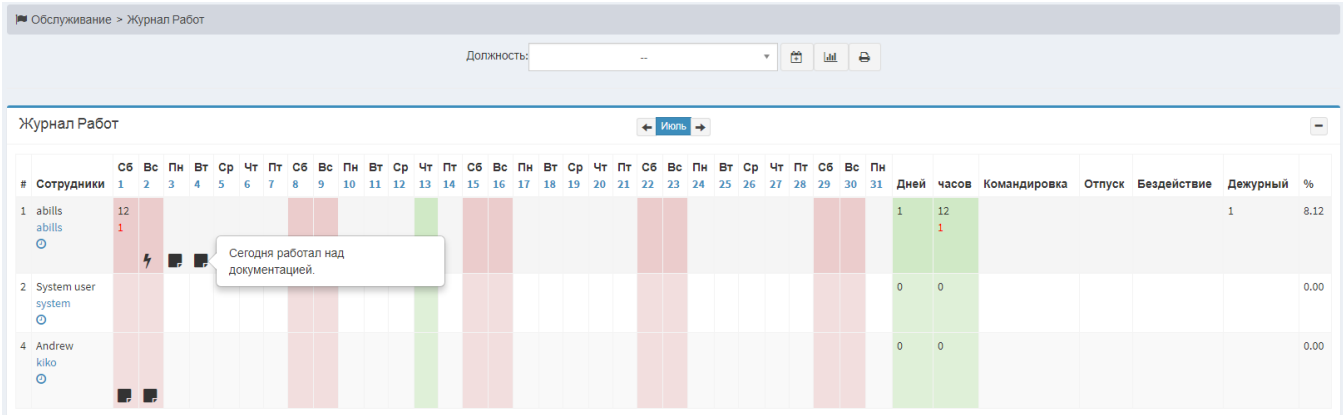 Обслуживание > Журнал Работ
Должность: --
Журнал Работ
Июль
# Сотрудники Сб 1 Вс 2 Пн 3 Вт 4 Ср 5 Чт 6 Пт 7 Сб 8 Вс 9 Пн 10 Вт 11 Ср 12 Чт 13 Пт 14 Сб 15 Вс 16 Пн 17 Вт 18 Ср 19 Чт 20 Пт 21 Сб 22 Вс 23 Пн 24 Вт 25 Ср 26 Чт 27 Пт 28 Сб 29 Вс 30 Пн 31 Дней часов Командировка Отпуск Бездействие Дежурный %
1 abills 12 1 12 1 8.12
abills 1 1
Сегодня работал над
документацией.
2 System user 0 0 0.00
system
4 Andrew 0 0 0.00
kiko